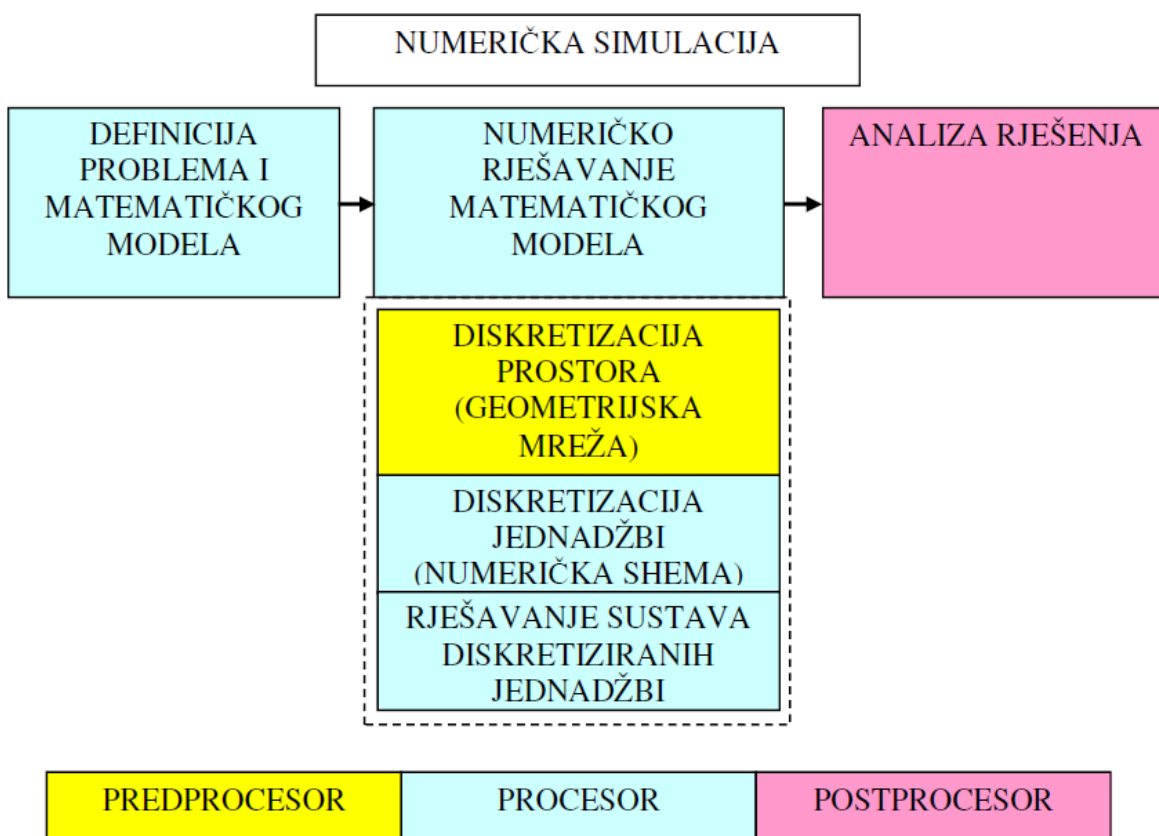 NUMERIČKA SIMULACIJA
DEFINICIJA
PROBLEMA I
MATEMATIČKOG
MODELA
NUMERIČKO
RJEŠAVANJE
MATEMATIČKOG
MODELA
ANALIZA RJEŠENJA
DISKRETIZACIJA
PROSTORA
(GEOMETRIJSKA
MREŽA)
DISKRETIZACIJA
JEDNADŽBI
(NUMERIČKA SHEMA)
RJEŠAVANJE SUSTAVA
DISKRETIZIRANIH
JEDNADŽBI
PREDPROCESOR
PROCESOR
POSTPROCESOR